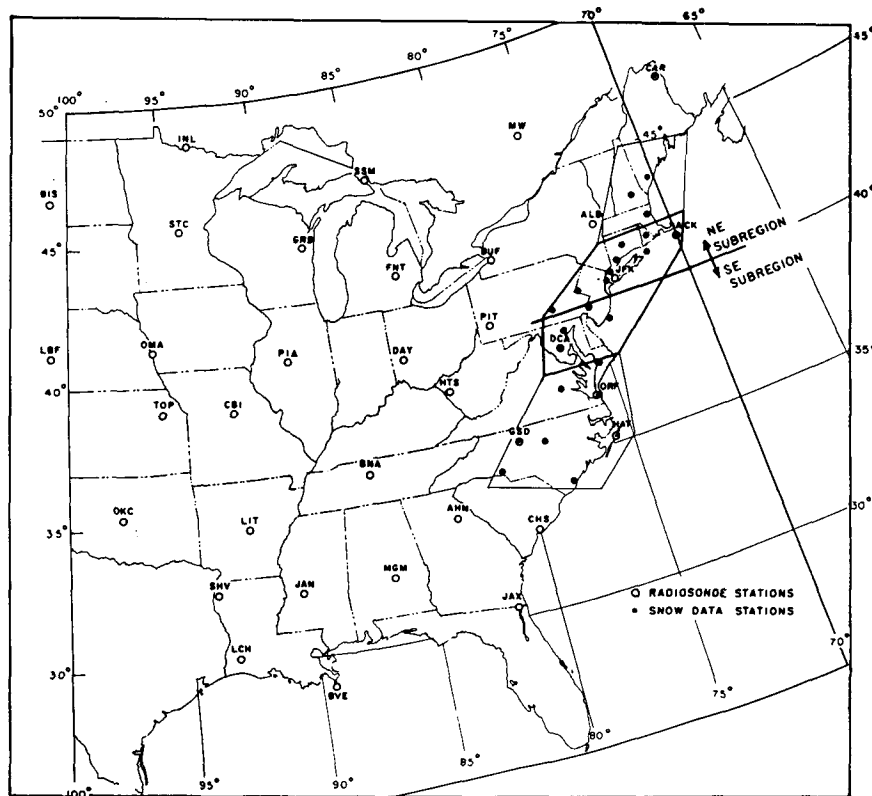 70°
65°
75°
80°
85°
90°
95°
100°
45°
50°
CAR
INL
MW
45°
SSM
BIS
STC
ALB
ACK
40°
GRB
BUF
NE
SUBREGION
45°
FNT
JFK
SE
SUBREGION
PIT
LBF
OMA
PIA
DAY
DCA
35°
HTS
40°
TOP
CBI
ORF
GSO
HAT
BNA
OKC
LIT
AHN
CHS
30°
35°
SHV
JAN
MGM
JAX
RADIOSONDE STATIONS
SNOW DATA STATIONS
LCH
70°
30°
BVE
75°
80°
85°
90°
95°
100°